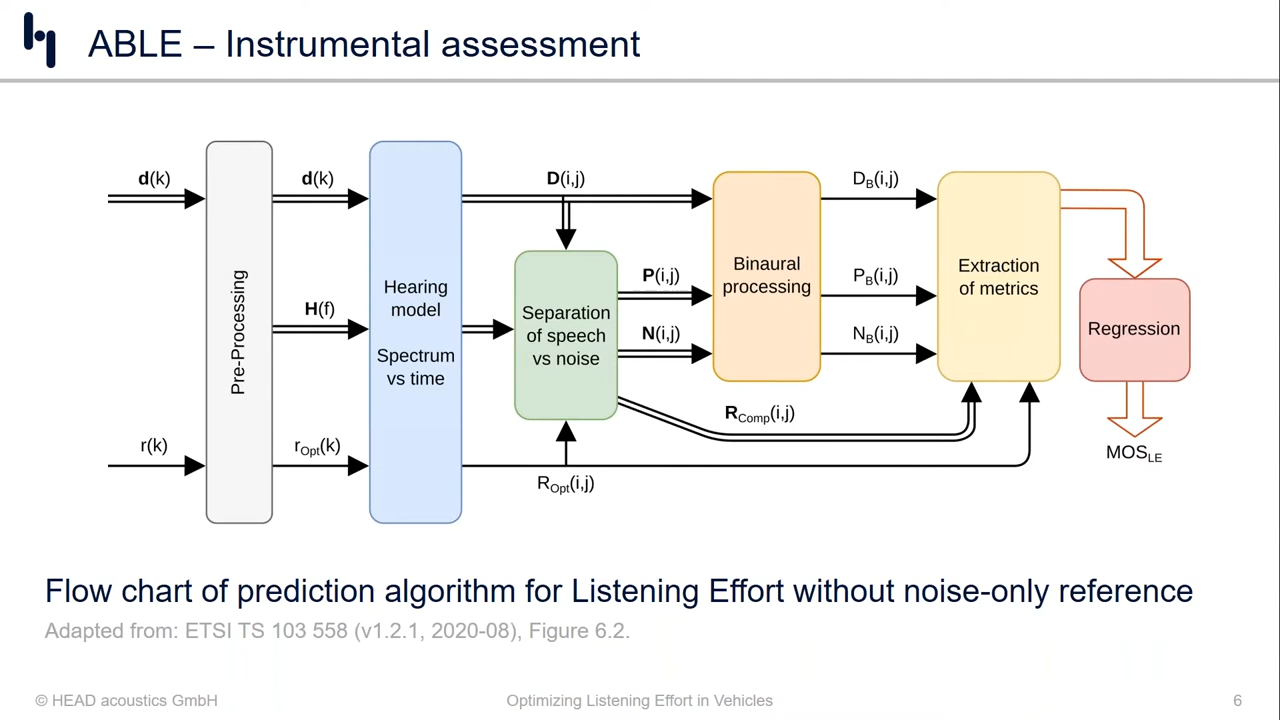 ABLE – Instrumental assessment
d(k)
d(k)
D(i,j)
D_B(i,j)
Pre-Processing
Hearing
model
Spectrum
vs time
H(f)
Separation
of speech
vs noise
P(i,j)
N(i,j)
Binaural
processing
P_B(i,j)
N_B(i,j)
Extraction
of metrics
Regression
R_Comp(i,j)
r(k)
r_Opt(k)
R_Opt(i,j)
MOS_LE
Flow chart of prediction algorithm for Listening Effort without noise-only reference
Adapted from: ETSI TS 103 558 (v1.2.1, 2020-08), Figure 6.2.
© HEAD acoustics GmbH
Optimizing Listening Effort in Vehicles
6